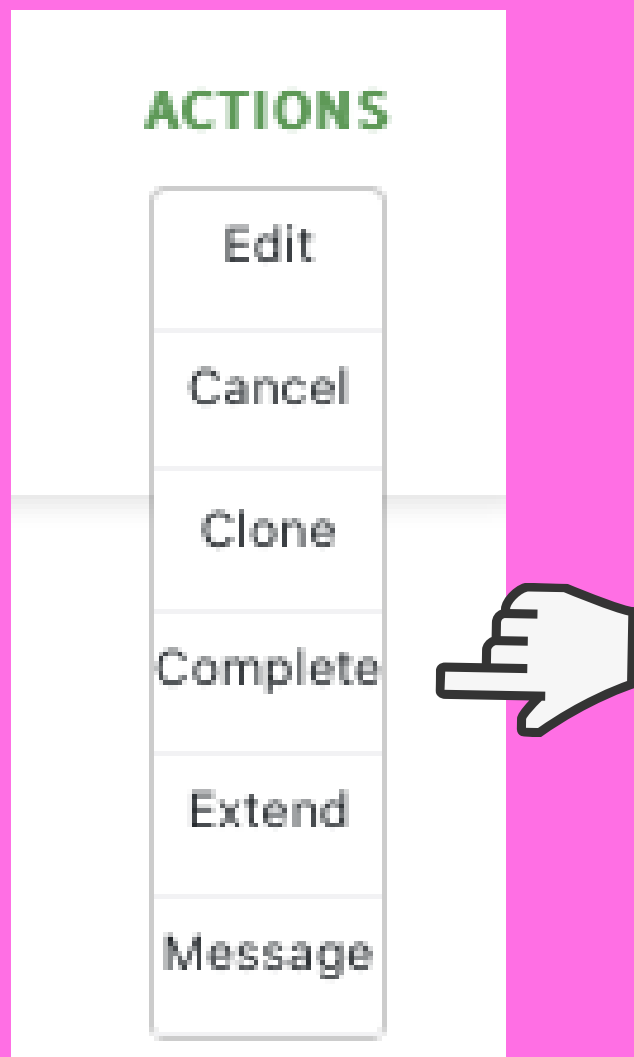 ACTIONS
Edit
Cancel
Clone
Complete
Extend
Message